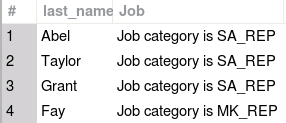 # last_name Job
1 Abel Job category is SA_REP
2 Taylor Job category is SA_REP
3 Grant Job category is SA_REP
4 Fay Job category is MK_REP